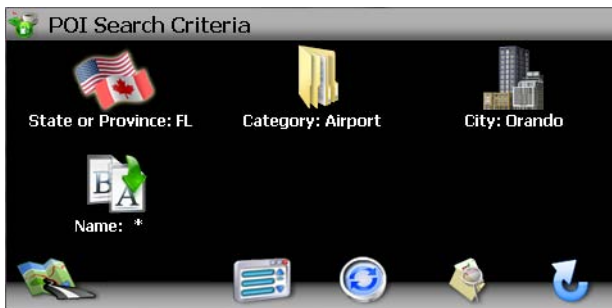 POI Search Criteria
State or Province: FL
Category: Airport
City: Orando
B
A
Name: *